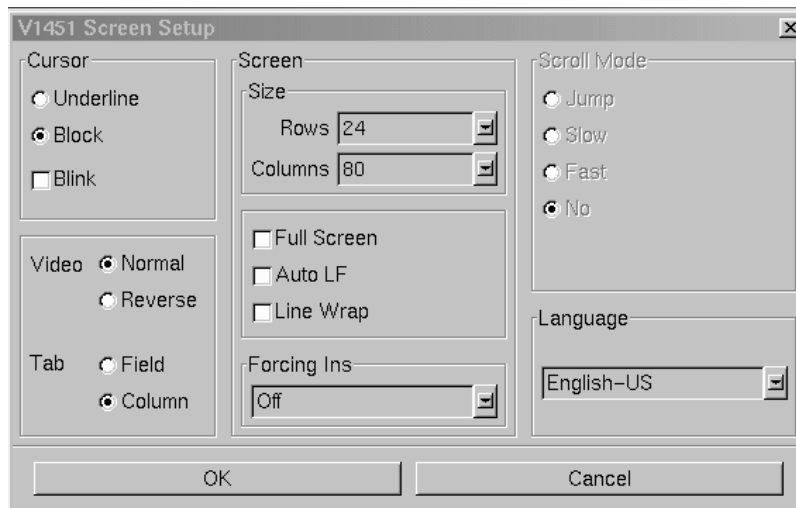 V1451 Screen Setup
Cursor
Underline
Block
Blink
Video Normal
Reverse
Tab Field
Column
Screen
Size
Rows 24
Columns 80
Full Screen
Auto LF
Line Wrap
Forcing Ins
Off
Scroll Mode
Jump
Slow
Fast
No
Language
English-US
OK
Cancel